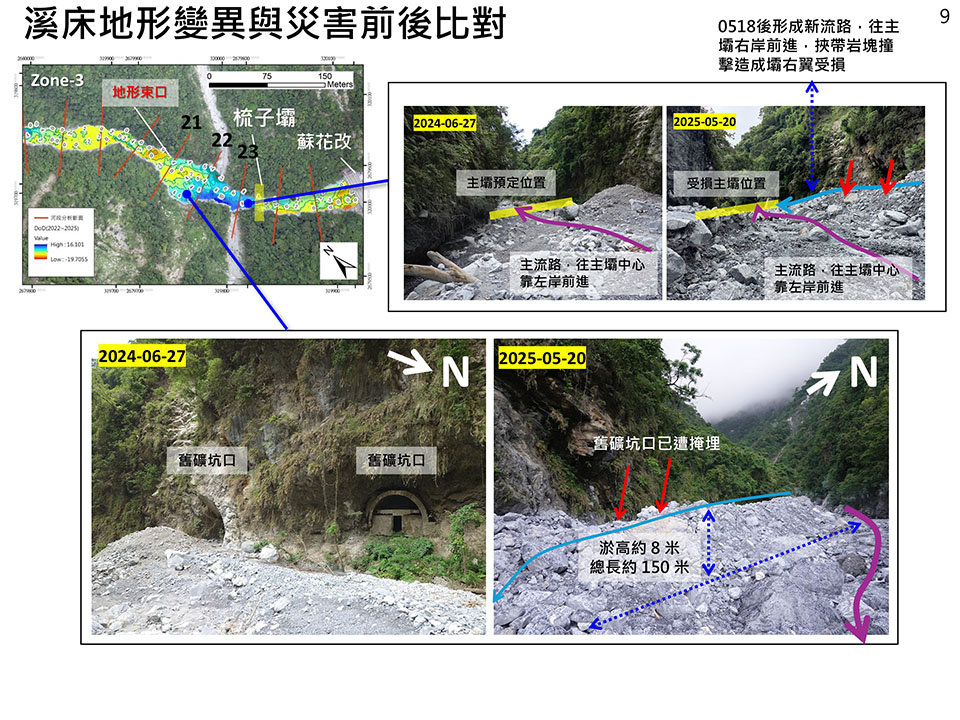 溪床地形變異與災害前後比對
9
0518後形成新流路，往主
壩右岸前進，挾帶岩塊撞
擊造成壩右翼受損
Zone-3
0 75 150
Meters
地形束口
21
22
23
梳子壩
蘇花改
河段分析斷面
DoD(2022~2025)
Value
High : 16.101
Low : -19.7055
N
2024-06-27
主壩預定位置
主流路，往主壩中心
靠左岸前進
2025-05-20
受損主壩位置
主流路，往主壩中心
靠左岸前進
2024-06-27
N
舊礦坑口
舊礦坑口
2025-05-20
N
舊礦坑口已遭掩埋
淤高約 8 米
總長約 150 米